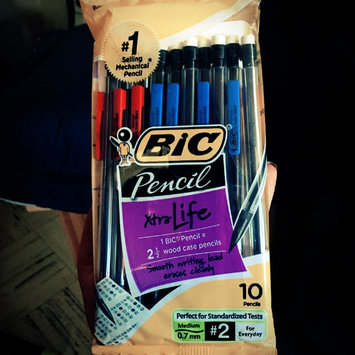 #1
Selling
Mechanical
Pencil
BiC
Pencil
Xtra-Life
1 BIC Pencil =
2 1/2 wood case pencils
Smooth writing lead
erases cleanly
10
Pencils
Perfect for Standardized Tests
Medium
0.7 mm
#2
For
Everyday
BIC